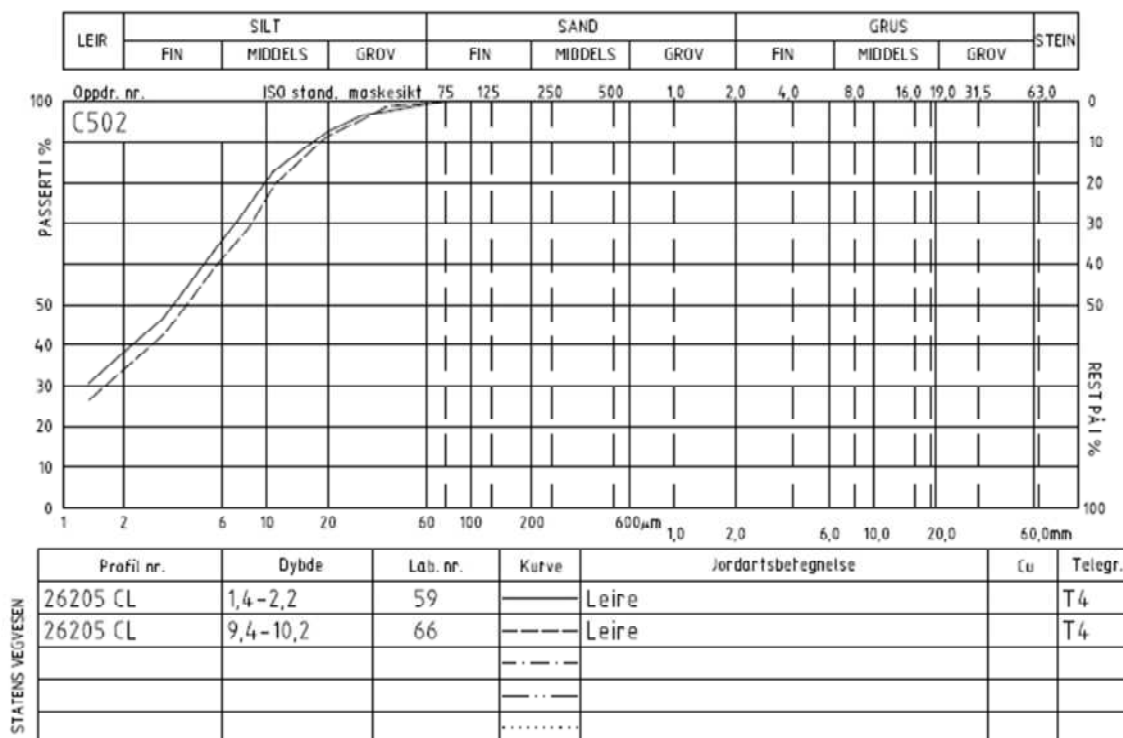 LEIR SILT SAND GRUS STEIN
FIN MIDDELS GROV FIN MIDDELS GROV FIN MIDDELS GROV
Oppdr. nr. ISO stand. maskesikt 75 125 250 500 1,0 2,0 4,0 8,0 16,0 19,0 31,5 63,0
C502
PASSERT I %
100
50
40
30
20
10
0
0
10
20
30
40
50
100
REST PÅ I %
1 2 6 10 20 60 100 200 600µm 1,0 2,0 6,0 10,0 20,0 60,0mm
STATENS VEGVESEN
Profil nr. Dybde Lab. nr. Kurve Jordartsbetegnelse Cu Telegr.
26205 CL 1,4-2,2 59 Leire T4
26205 CL 9,4-10,2 66 Leire T4